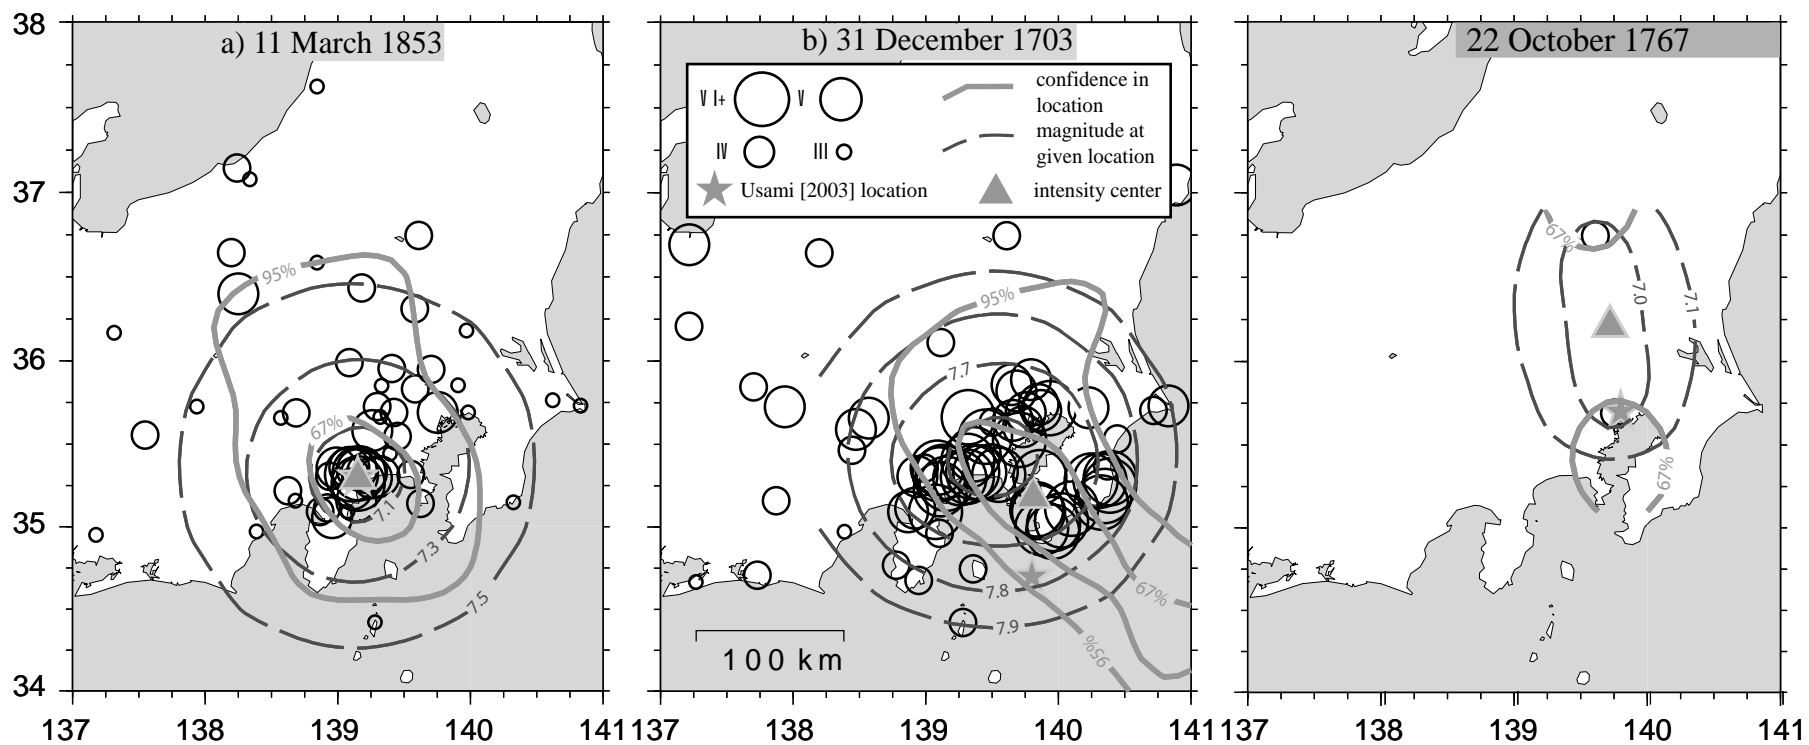 a) 11 March 1853
b) 31 December 1703
22 October 1767
VI+
V
IV
III
confidence in
location
magnitude at
given location
Usami [2003] location
intensity center
38
37
36
35
34
95%
67%
7.1
7.3
7.5
95%
7.7
7.8
7.9
67%
95%
100 km
67%
7.0
7.1
67%
137
138
139
140
141
137
138
139
140
141
137
138
139
140
141